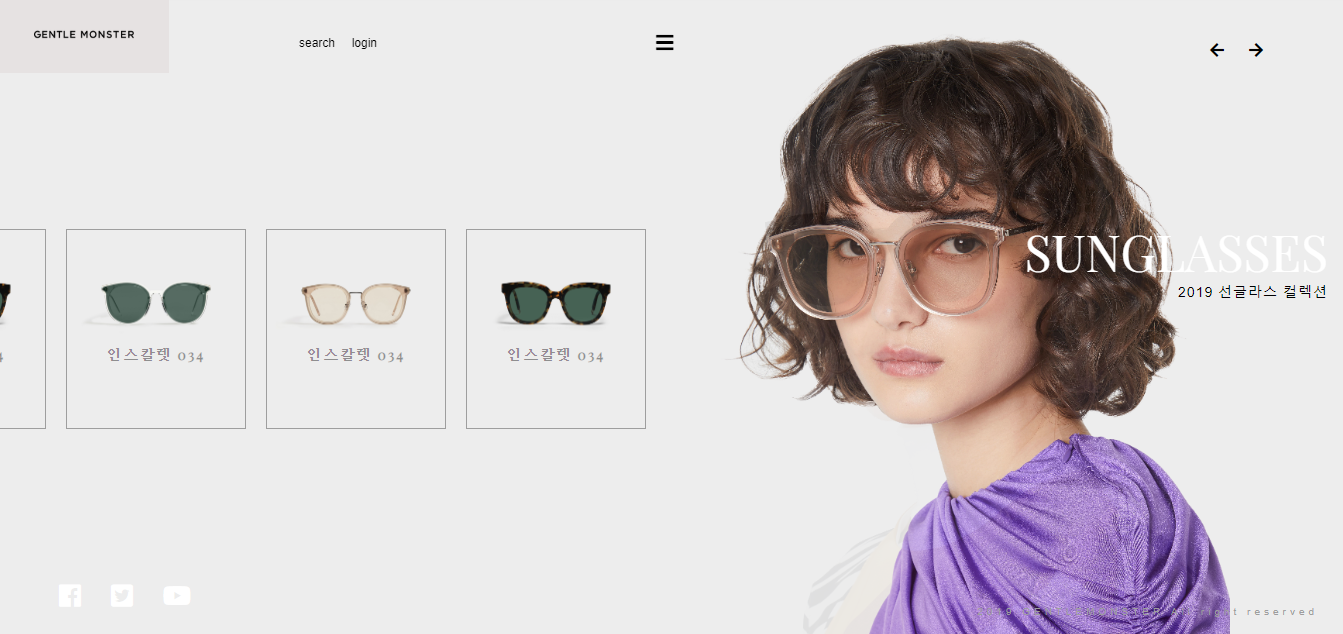 GENTLE MONSTER
search login
SUNGLASSES
2019 선글라스 컬렉션
4
인스칼렛 034
인스칼렛 034
인스칼렛 034
right reserved